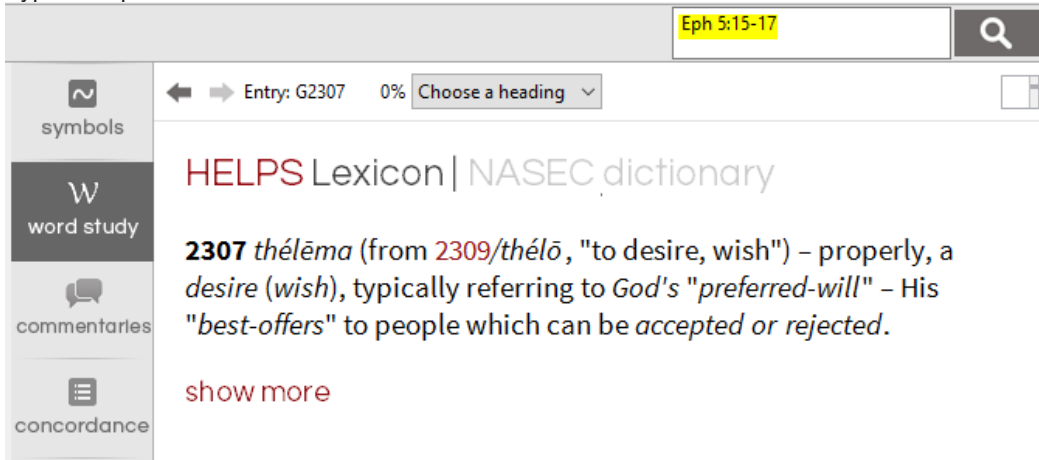 Eph 5:15-17
Entry: G2307 0% Choose a heading
symbols
HELPS Lexicon | NASEC dictionary
W
word study
2307 thélēma (from 2309/thélō, "to desire, wish") – properly, a
desire (wish), typically referring to God's "preferred-will" – His
"best-offers" to people which can be accepted or rejected.
commentaries
show more
concordance